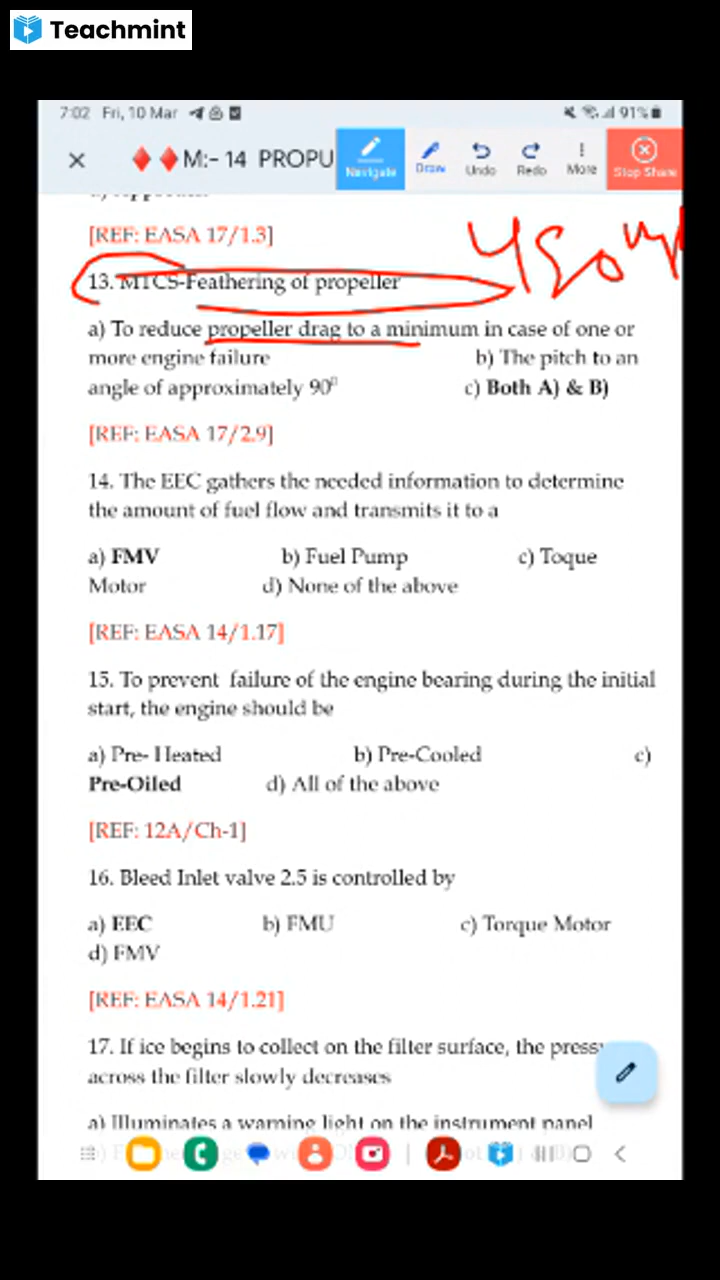 Teachmint
7:02 Fri, 10 Mar 91%
M:- 14 PROPU
Navigate Draw Undo Redo More Stop Share
[REF: EASA 17/1.3]
13. MTCS-Feathering of propeller
a) To reduce propeller drag to a minimum in case of one or
more engine failure b) The pitch to an
angle of approximately 90⁰ c) Both A) & B)
[REF: EASA 17/2.9]
14. The EEC gathers the needed information to determine
the amount of fuel flow and transmits it to a
a) FMV b) Fuel Pump c) Toque
Motor d) None of the above
[REF: EASA 14/1.17]
15. To prevent failure of the engine bearing during the initial
start, the engine should be
a) Pre- Heated b) Pre-Cooled c)
Pre-Oiled d) All of the above
[REF: 12A/Ch-1]
16. Bleed Inlet valve 2.5 is controlled by
a) EEC b) FMU c) Torque Motor
d) FMV
[REF: EASA 14/1.21]
17. If ice begins to collect on the filter surface, the press
across the filter slowly decreases
a) Illuminates a warning light on the instrument panel